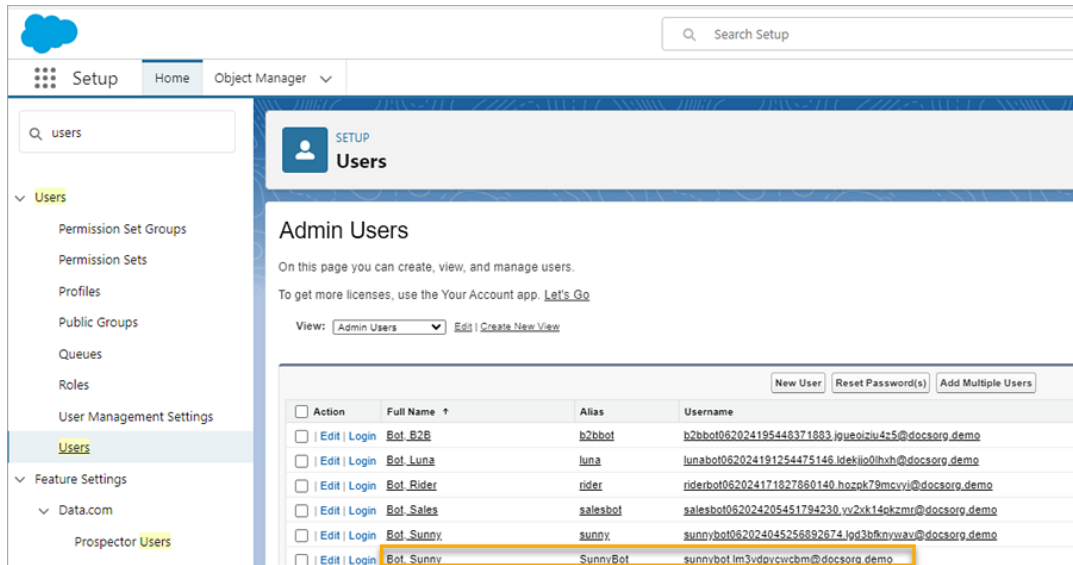 Search Setup
Setup
Home
Object Manager
users
Users
Permission Set Groups
Permission Sets
Profiles
Public Groups
Queues
Roles
User Management Settings
Users
Feature Settings
Data.com
Prospector Users
SETUP
Users
Admin Users
On this page you can create, view, and manage users.
To get more licenses, use the Your Account app. Let's Go
View: Admin Users Edit | Create New View
New User Reset Password(s) Add Multiple Users
Action Full Name ↑ Alias Username
| Edit | Login Bot, B2B b2bbot b2bbot062024195448371883.jgueoiziu4z5@docsorg.demo
| Edit | Login Bot, Luna luna lunabot062024191254475146.ldekjio0lhxh@docsorg.demo
| Edit | Login Bot, Rider rider riderbot062024171827860140.hozpk79mcvyi@docsorg.demo
| Edit | Login Bot, Sales salesbot salesbot062024205451794230.yv2xk14pkzmr@docsorg.demo
| Edit | Login Bot, Sunny sunny sunnybot062024045256892674.lgd3bfknywav@docsorg.demo
| Edit | Login Bot, Sunny SunnyBot sunnybot.lm3vdpycwcbm@docsorg.demo